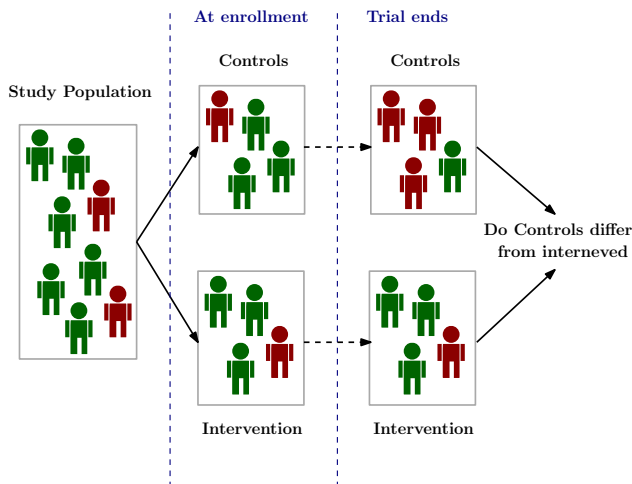 At enrollment
Trial ends
Controls
Controls
Study Population
Do Controls differ
from interneved
Intervention
Intervention